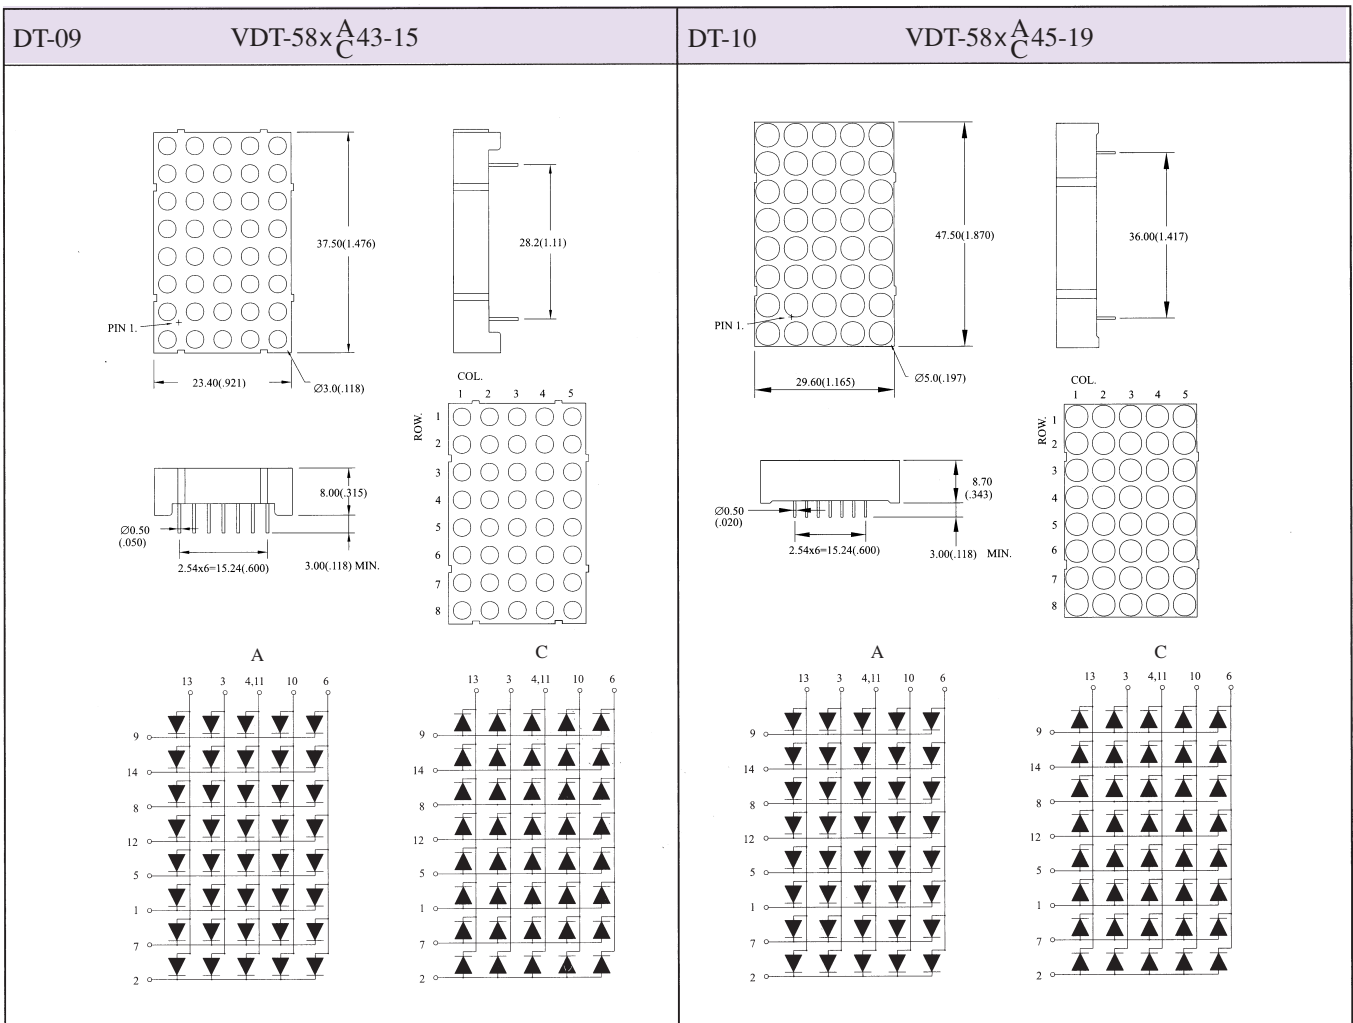 DT-09 VDT-58x A/C 43-15
DT-10 VDT-58x A/C 45-19
37.50(1.476)
28.2(1.11)
PIN 1.
23.40(.921)
Ø3.0(.118)
COL.
1 2 3 4 5
ROW.
1
2
3
4
5
6
7
8
8.00(.315)
Ø0.50
(.050)
2.54x6=15.24(.600)
3.00(.118) MIN.
A
13 3 4,11 10 6
9
14
8
12
5
1
7
2
C
13 3 4,11 10 6
9
14
8
12
5
1
7
2
47.50(1.870)
36.00(1.417)
PIN 1.
29.60(1.165)
Ø5.0(.197)
COL.
1 2 3 4 5
ROW.
1
2
3
4
5
6
7
8
8.70
(.343)
Ø0.50
(.020)
2.54x6=15.24(.600)
3.00(.118) MIN.
A
13 3 4,11 10 6
9
14
8
12
5
1
7
2
C
13 3 4,11 10 6
9
14
8
12
5
1
7
2